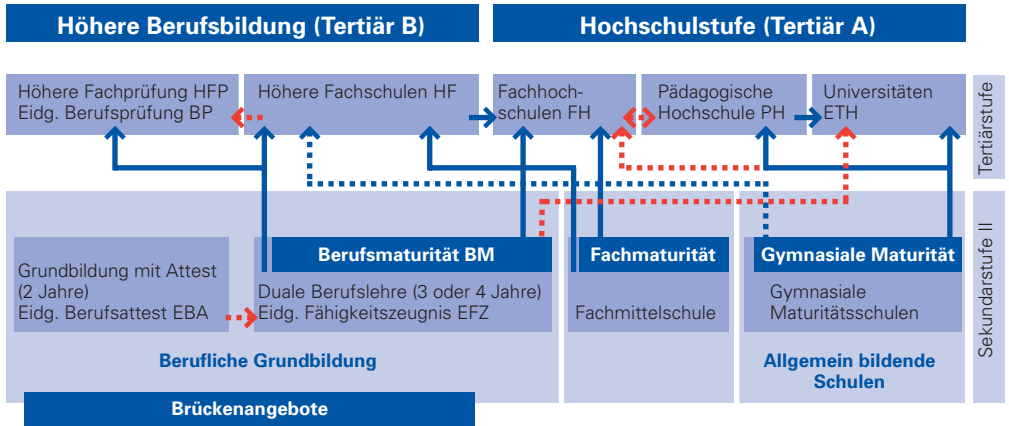 Höhere Berufsbildung (Tertiär B)
Hochschulstufe (Tertiär A)
Höhere Fachprüfung HFP
Eidg. Berufsprüfung BP
Höhere Fachschulen HF
Fachhoch-
schulen FH
Pädagogische
Hochschule PH
Universitäten
ETH
Tertiärstufe
Berufsmaturität BM
Fachmaturität
Gymnasiale Maturität
Grundbildung mit Attest
(2 Jahre)
Eidg. Berufsattest EBA
Duale Berufslehre (3 oder 4 Jahre)
Eidg. Fähigkeitszeugnis EFZ
Fachmittelschule
Gymnasiale
Maturitätsschulen
Sekundarstufe II
Berufliche Grundbildung
Allgemein bildende
Schulen
Brückenangebote